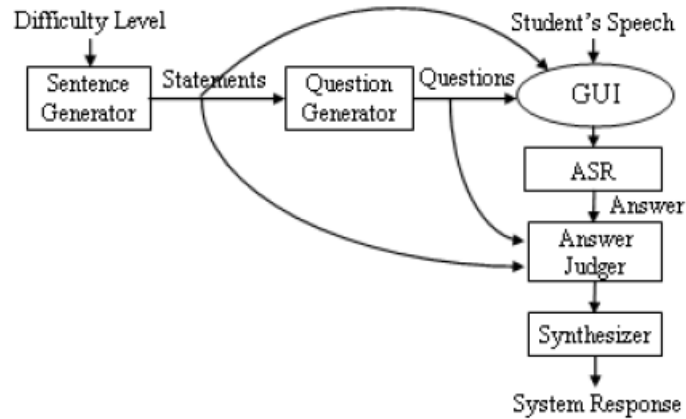 Difficulty Level
Student's Speech
Sentence
Generator
Statements
Question
Generator
Questions
GUI
ASR
Answer
Answer
Judger
Synthesizer
System Response